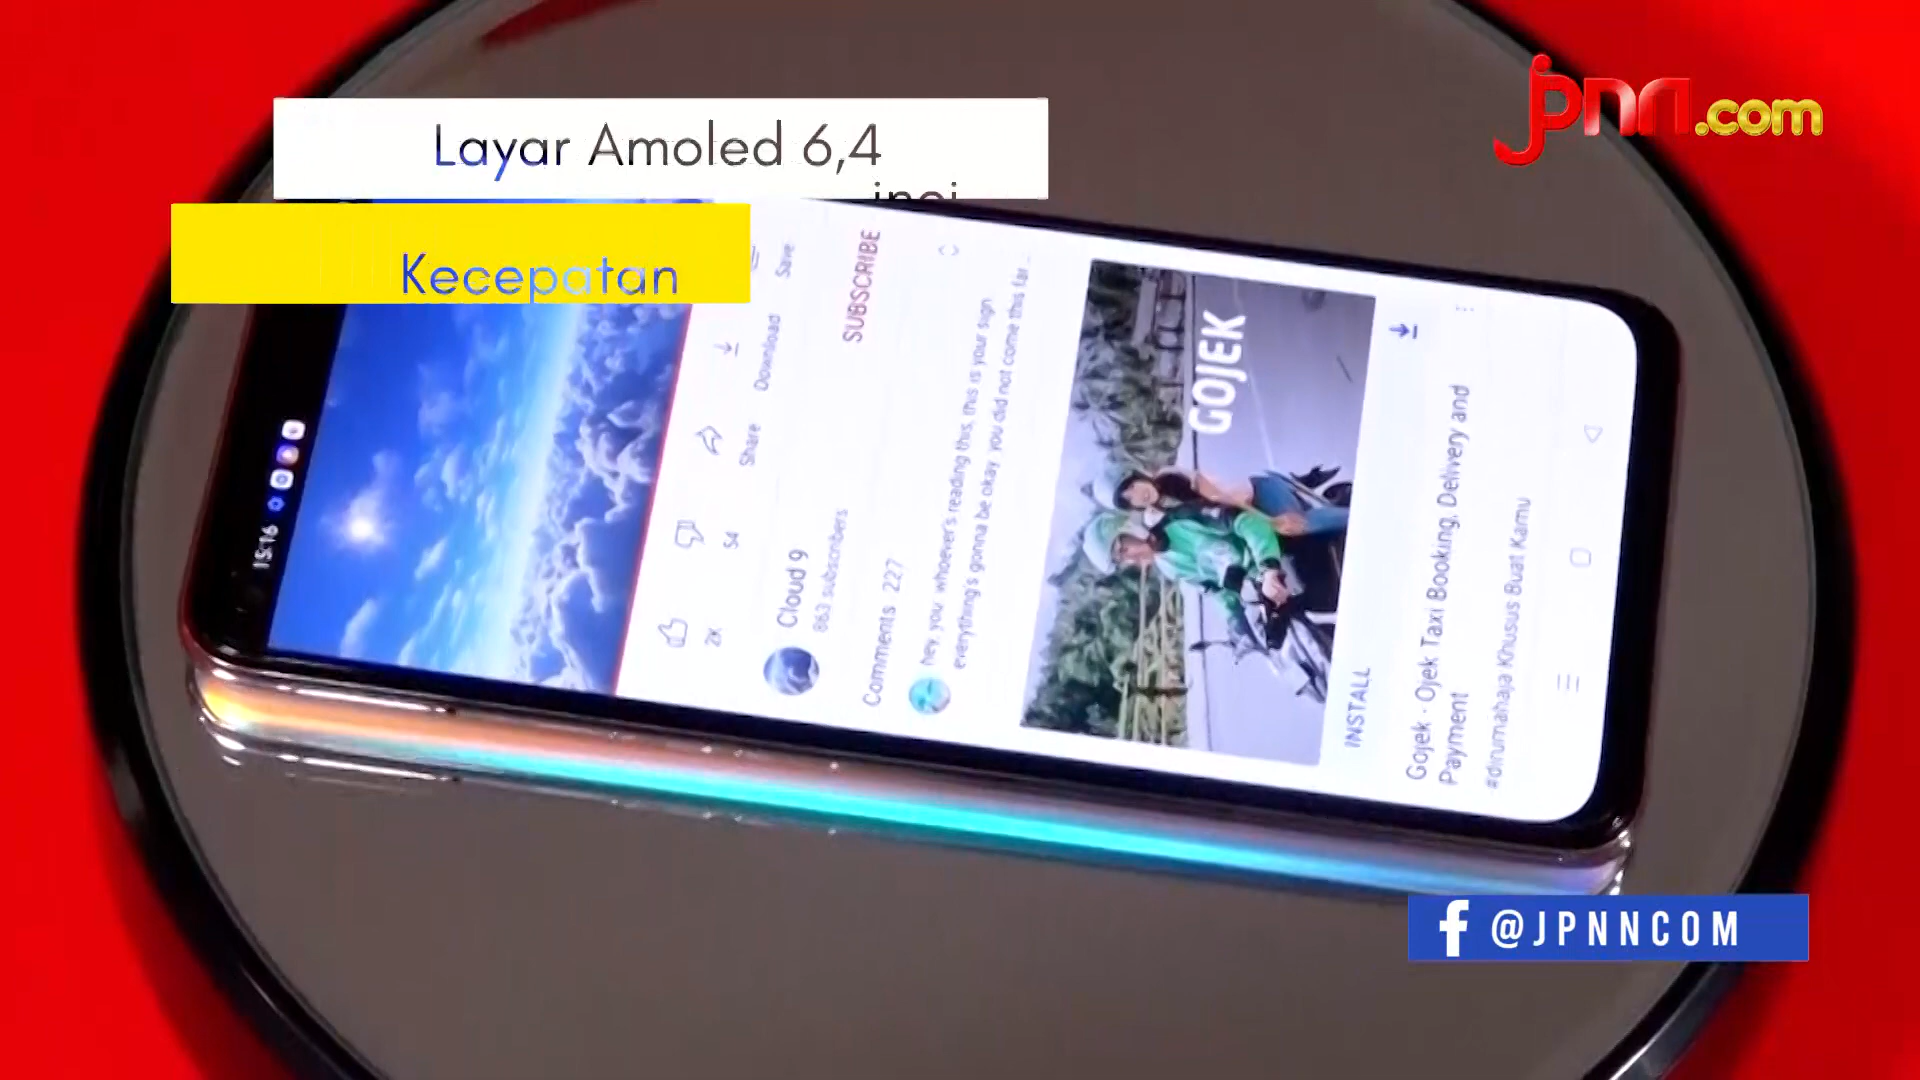 jpnn.com
Layar Amoled 6,4
inci
Kecepatan
15:16
2K
54
Share
Download
Save
Cloud 9
863 subscribers
SUBSCRIBE
Comments 227
hey, you whoever's reading this, this is your sign
everything's gonna be okay you did not come this far ...
GOJEK
INSTALL
Gojek - Ojek Taxi Booking, Delivery and
Payment
#dirumahaja Khusus Buat Kamu
@JPNNCOM